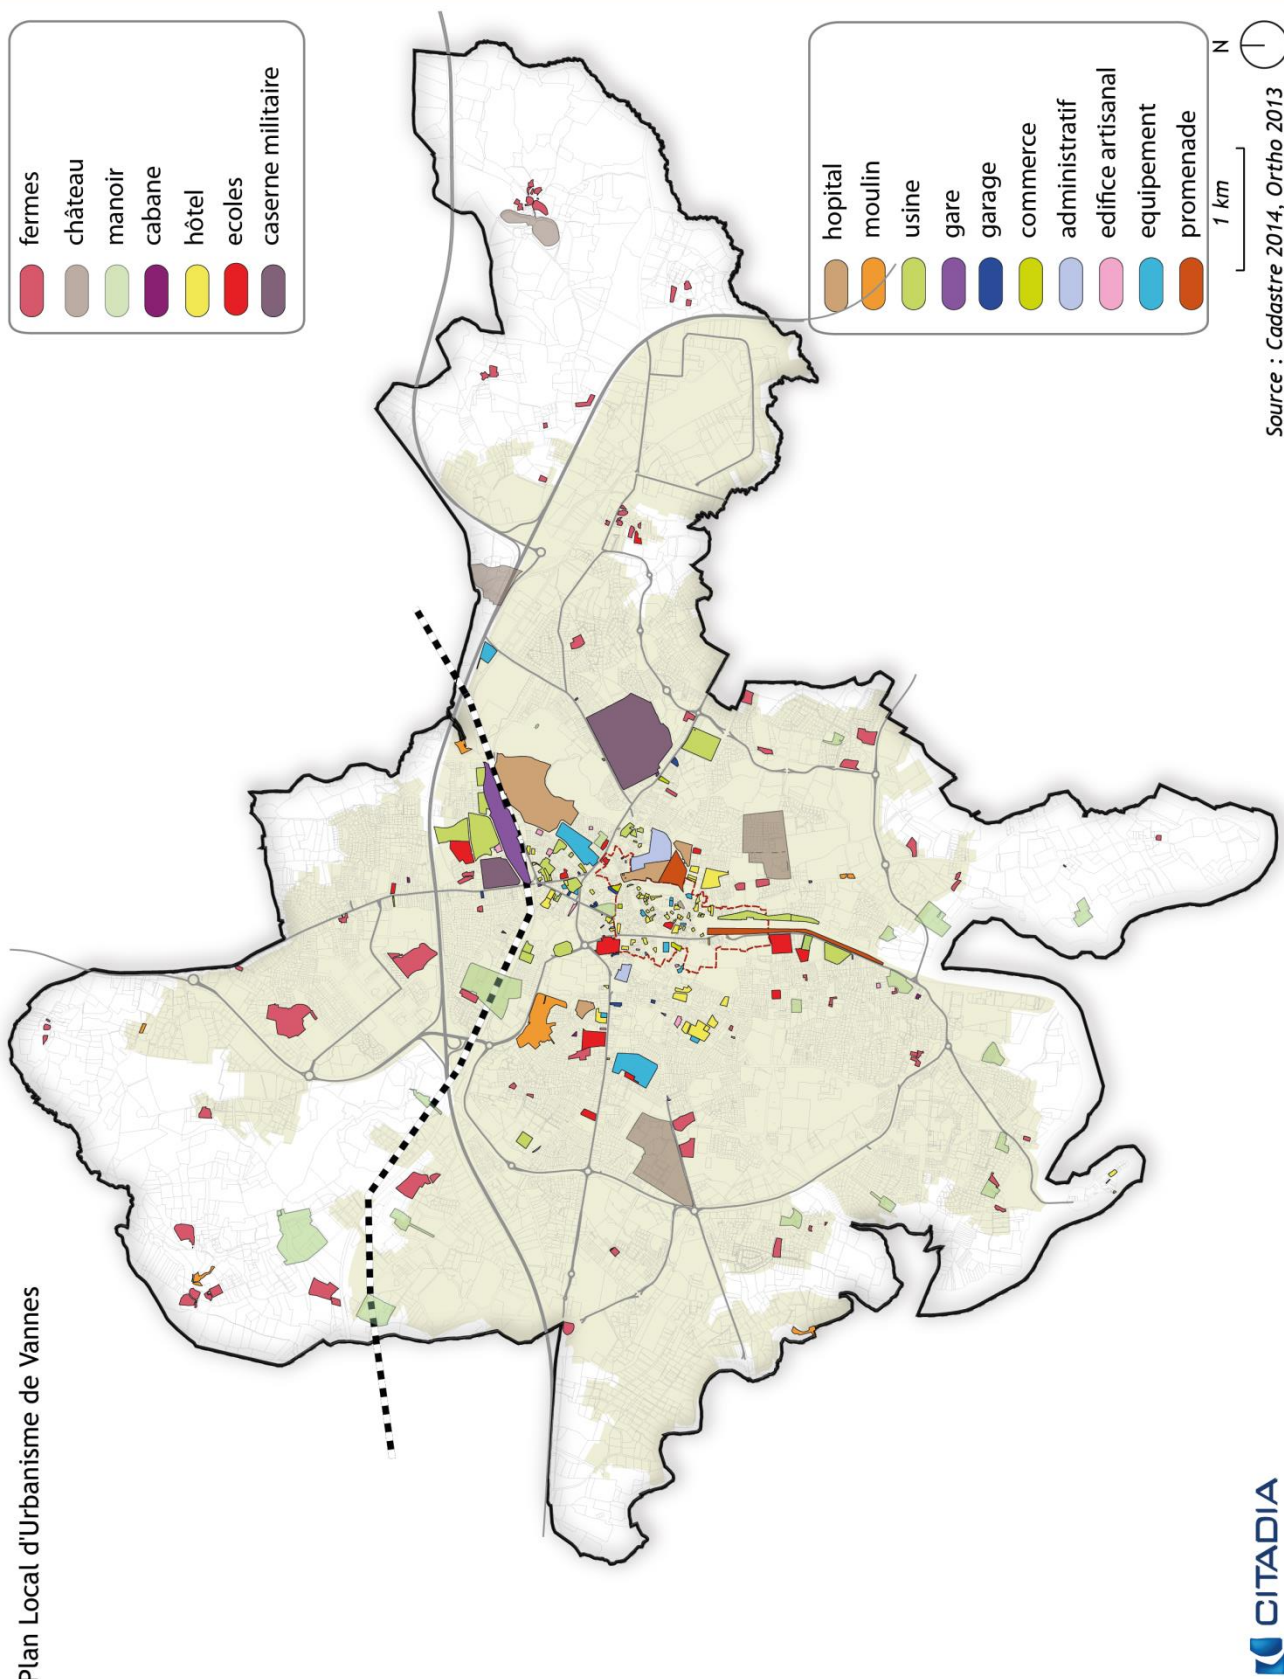 Plan Local d'Urbanisme de Vannes
fermes
château
manoir
cabane
hôtel
ecoles
caserne militaire
hopital
moulin
usine
gare
garage
commerce
administratif
edifice artisanal
equipement
promenade
1 km
N
Source : Cadastre 2014, Ortho 2013
CITADIA